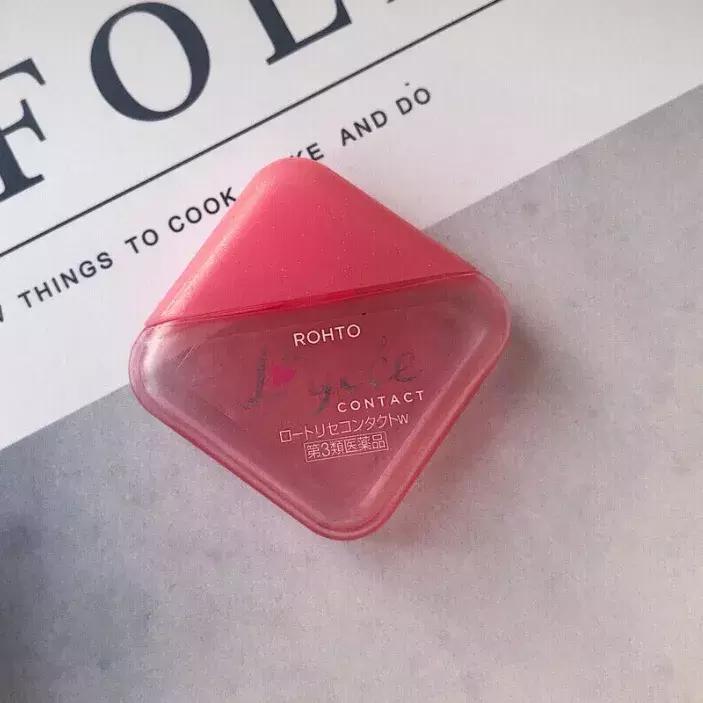 FOL
THINGS TO COOK
AND DO
ROHTO
Lycée
CONTACT
ロートリセコンタクトw
第3類医薬品